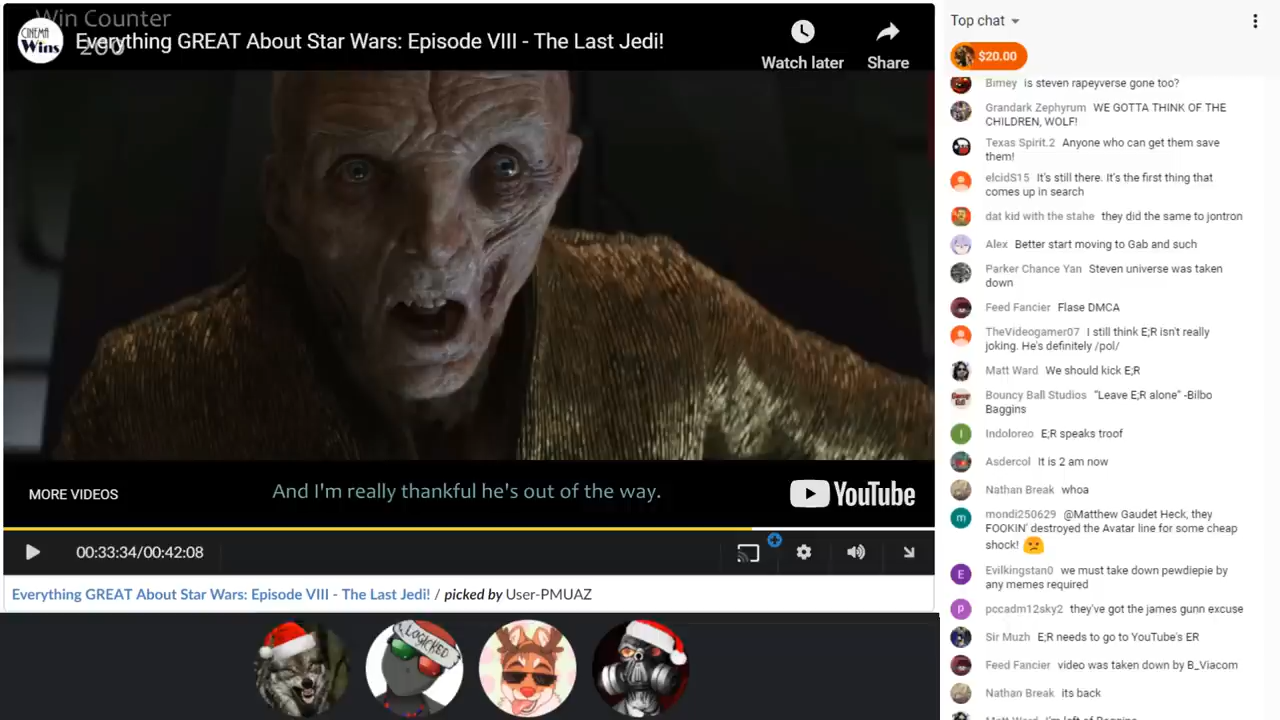 Win Counter
200
CINEMA
Wins
Everything GREAT About Star Wars: Episode VIII - The Last Jedi!
Watch later
Share
MORE VIDEOS
And I'm really thankful he's out of the way.
YouTube
00:33:34/00:42:08
Everything GREAT About Star Wars: Episode VIII - The Last Jedi! / picked by User-PMUAZ
LOGICKED
Top chat
$20.00
Bimey is steven rapeyverse gone too?
Grandark Zephyrum WE GOTTA THINK OF THE
CHILDREN, WOLF!
Texas Spirit.2 Anyone who can get them save
them!
elcidS15 It's still there. It's the first thing that
comes up in search
dat kid with the stahe they did the same to jontron
Alex Better start moving to Gab and such
Parker Chance Yan Steven universe was taken
down
Feed Fancier Flase DMCA
TheVideogamer07 I still think E;R isn't really
joking. He's definitely /pol/
Matt Ward We should kick E;R
Bouncy Ball Studios “Leave E;R alone” -Bilbo
Baggins
I
Indoloreo E;R speaks troof
Asdercol It is 2 am now
Nathan Break whoa
m
mondi250629 @Matthew Gaudet Heck, they
FOOKIN' destroyed the Avatar line for some cheap
shock!
E
Evilkingstan0 we must take down pewdiepie by
any memes required
p
pccadm12sky2 they've got the james gunn excuse
Sir Muzh E;R needs to go to YouTube's ER
Feed Fancier video was taken down by B_Viacom
Nathan Break its back
Matt Ward I'm left of Baggins